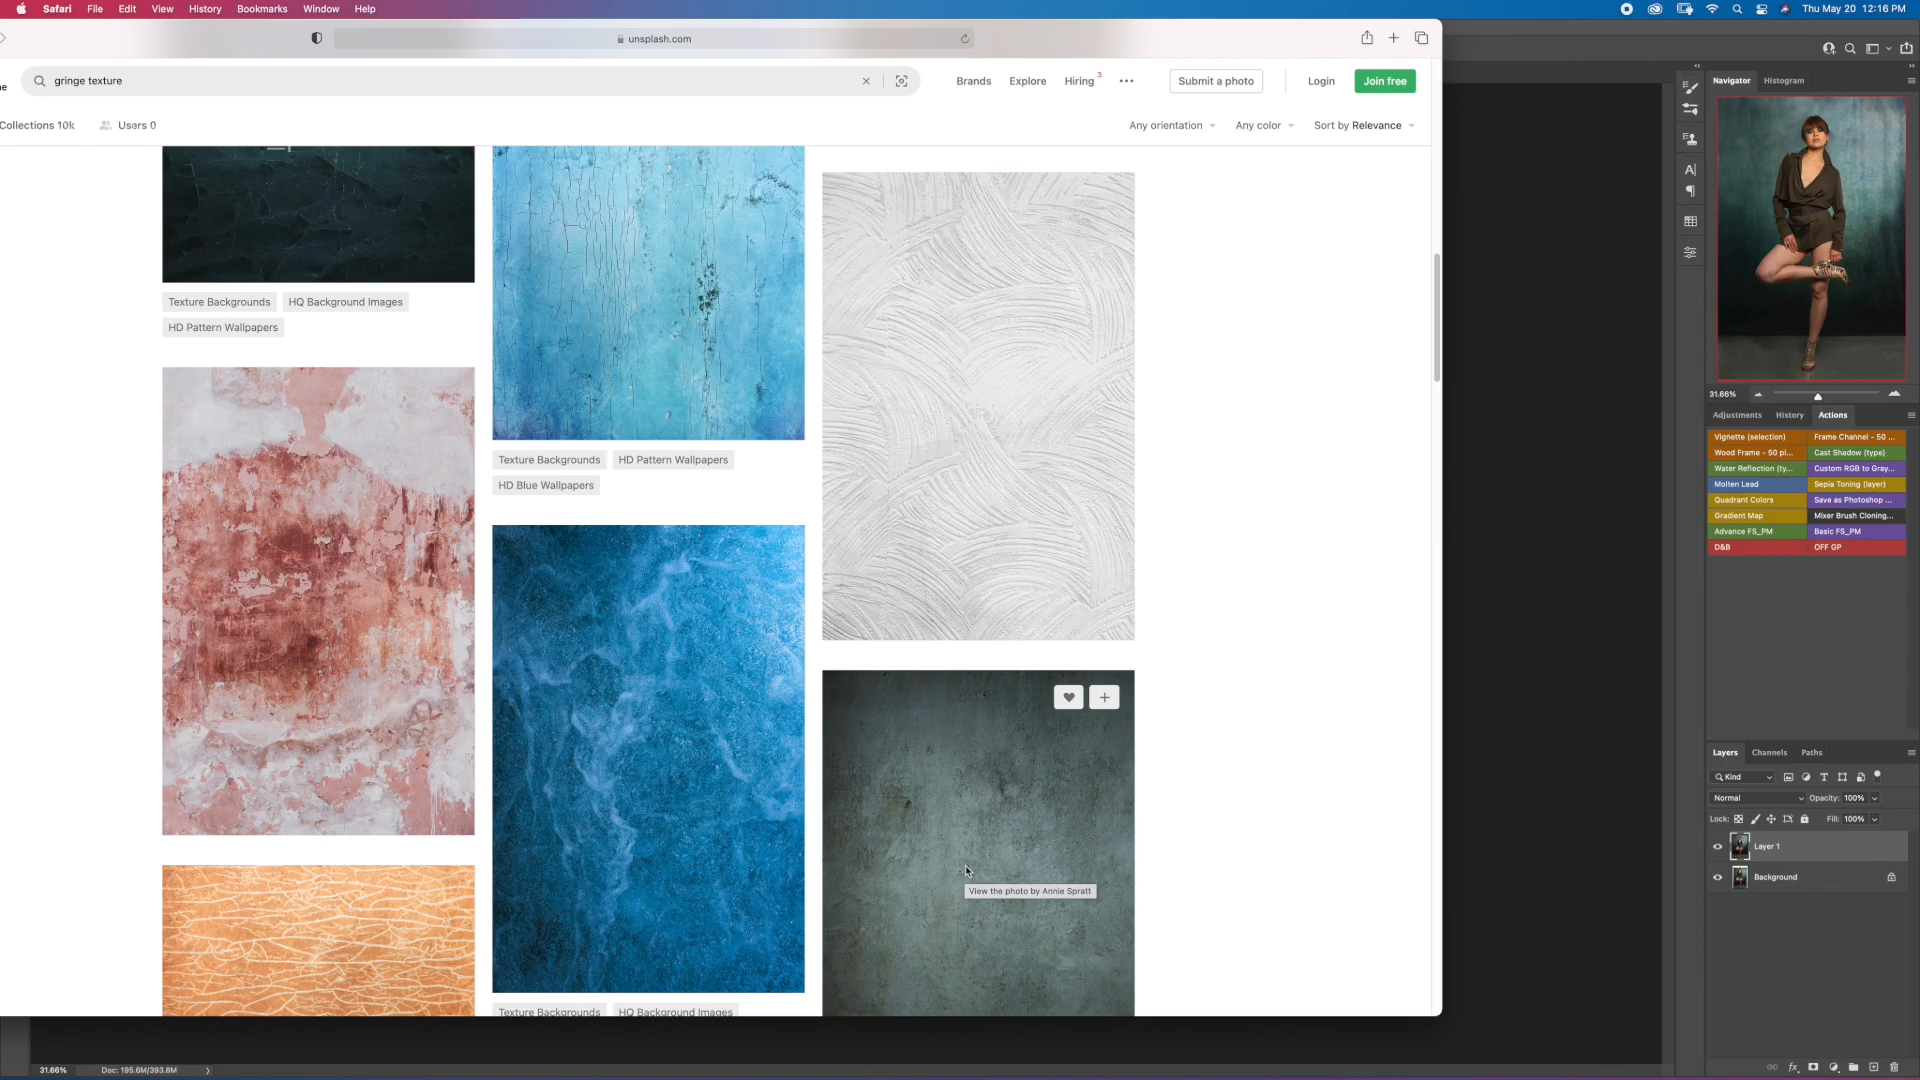 Safari File Edit View History Bookmarks Window Help
Thu May 20 12:16 PM
unsplash.com
gringe texture
Brands Explore Hiring 3 ••• Submit a photo Login Join free
Collections 10k Users 0
Any orientation Any color Sort by Relevance
Texture Backgrounds HQ Background Images
HD Pattern Wallpapers
Texture Backgrounds HD Pattern Wallpapers
HD Blue Wallpapers
View the photo by Annie Spratt
Texture Backgrounds HQ Background Images
Navigator Histogram
31.66%
Adjustments History Actions
Vignette (selection) Frame Channel - 50 ...
Wood Frame - 50 pi... Cast Shadow (type)
Water Reflection (ty... Custom RGB to Gray...
Molten Lead Sepia Toning (layer)
Quadrant Colors Save as Photoshop ...
Gradient Map Mixer Brush Cloning...
Advance FS_PM Basic FS_PM
D&B OFF GP
Layers Channels Paths
Kind
Normal Opacity: 100%
Lock: Fill: 100%
Layer 1
Background
31.66% Doc: 195.6M/393.8M